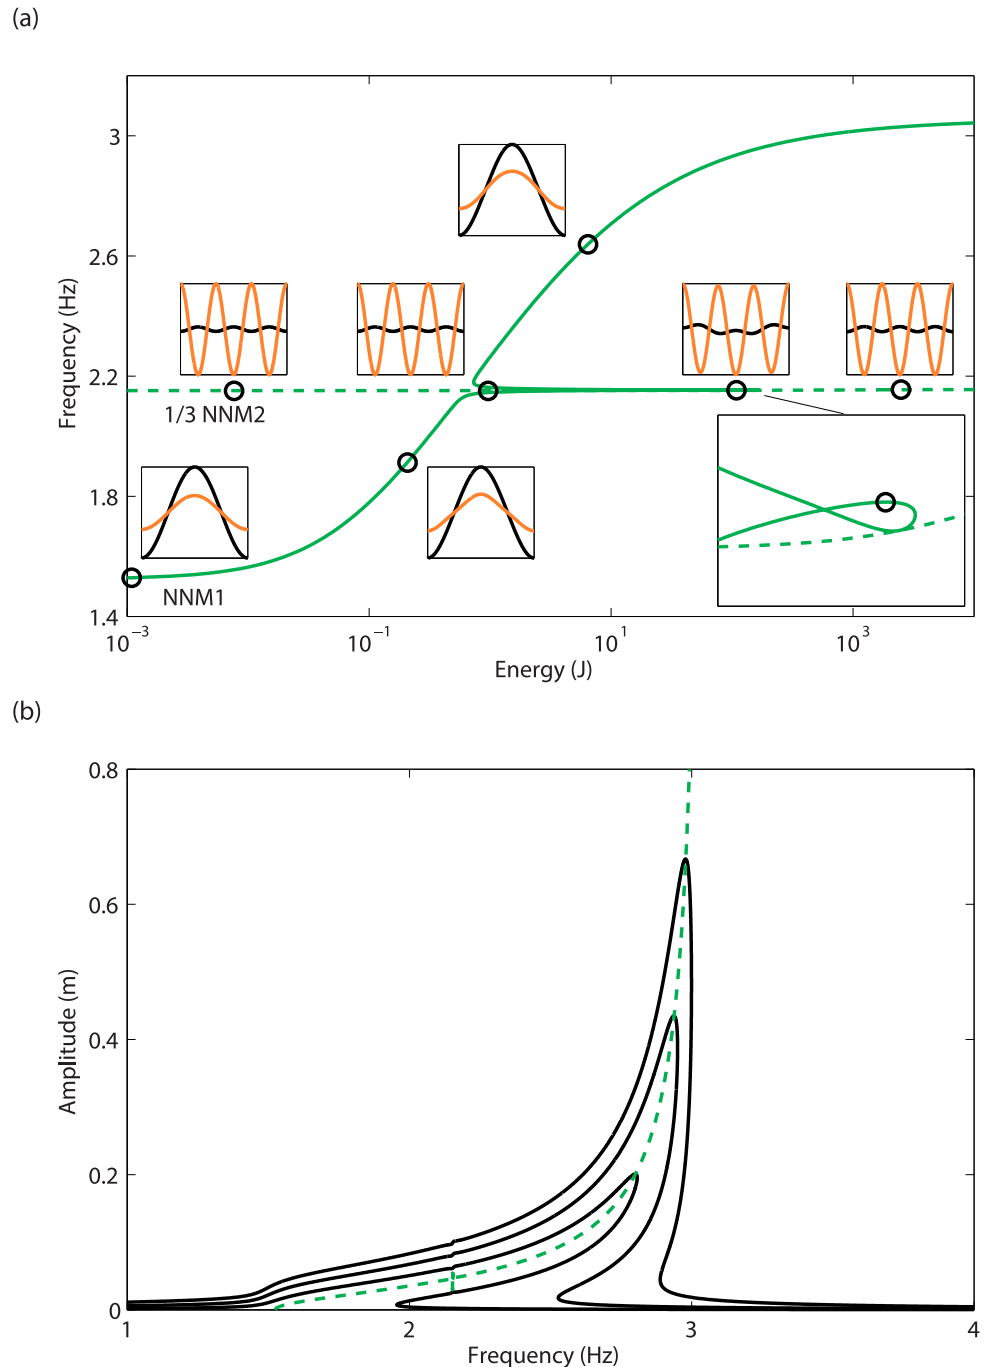 (a)
3
2.6
2.2
1.8
1.4
Frequency (Hz)
1/3 NNM2
NNM1
10⁻³
10⁻¹
10¹
10³
Energy (J)
(b)
0.8
0.6
0.4
0.2
0
Amplitude (m)
1
2
3
4
Frequency (Hz)